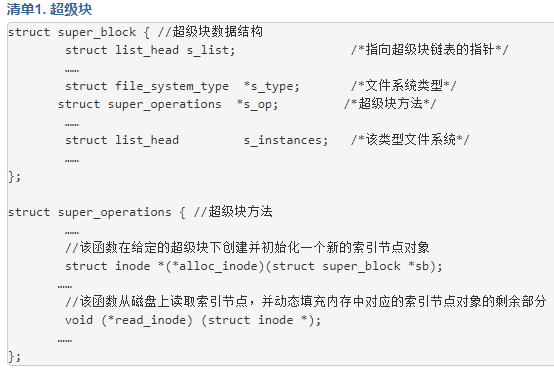 清单1. 超级块
struct super_block { //超级块数据结构
        struct list_head s_list;                /*指向超级块链表的指针*/
        ……
        struct file_system_type  *s_type;       /*文件系统类型*/
       struct super_operations  *s_op;         /*超级块方法*/
        ……
        struct list_head         s_instances;   /*该类型文件系统*/
        ……
};

struct super_operations { //超级块方法
        ……
        //该函数在给定的超级块下创建并初始化一个新的索引节点对象
        struct inode *(*alloc_inode)(struct super_block *sb);
       ……
        //该函数从磁盘上读取索引节点，并动态填充内存中对应的索引节点对象的剩余部分
        void (*read_inode) (struct inode *);
       ……
};